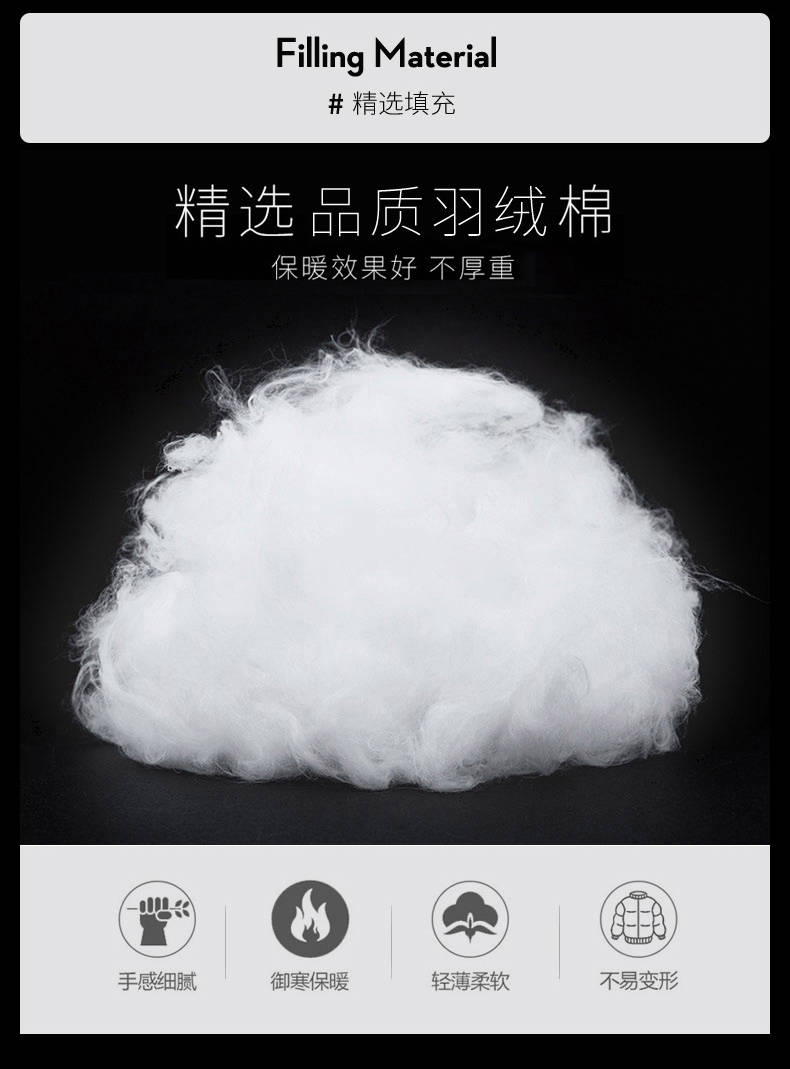 Filling Material
# 精选填充
精选品质羽绒棉
保暖效果好 不厚重
手感细腻
御寒保暖
轻薄柔软
不易变形